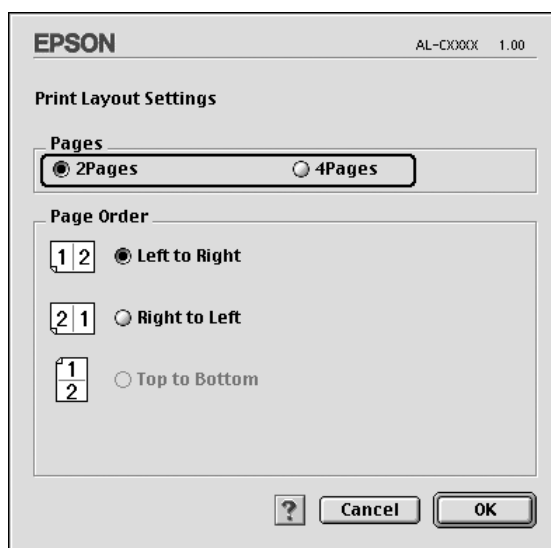 EPSON AL-CXXXX 1.00
Print Layout Settings
Pages
2Pages 4Pages
Page Order
1 2 Left to Right
2 1 Right to Left
1
2 Top to Bottom
? Cancel OK